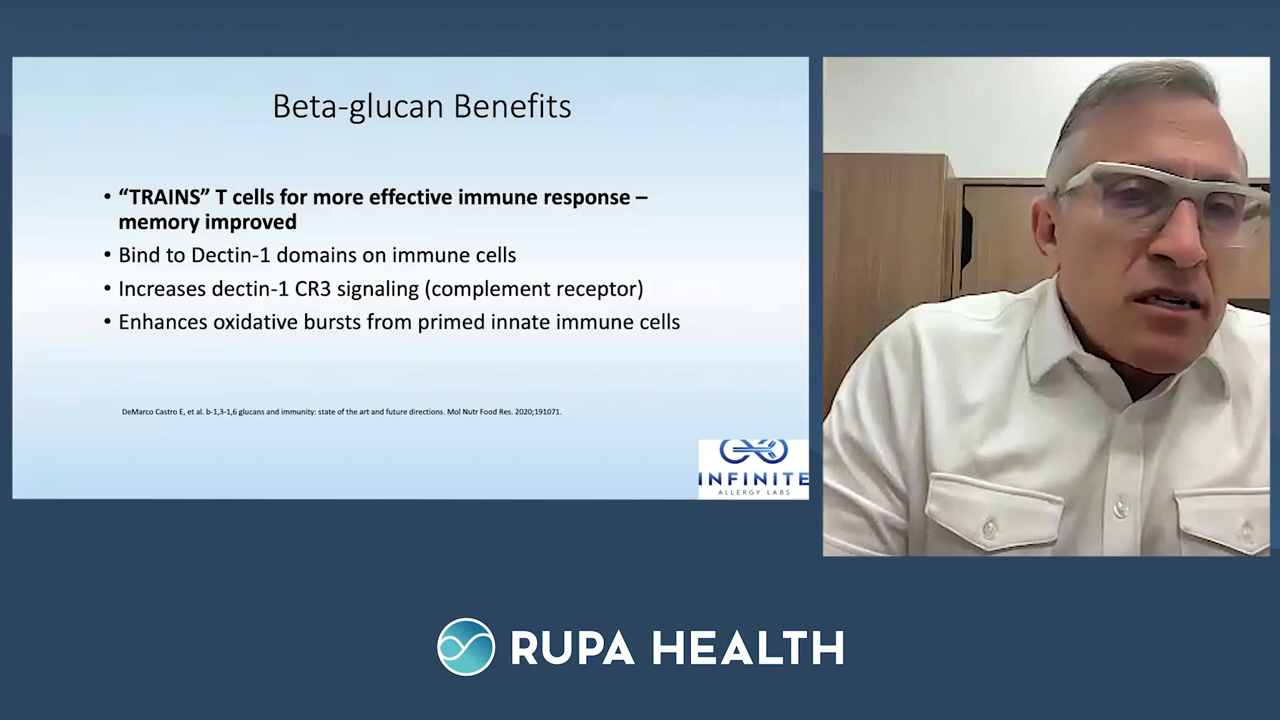 Beta-glucan Benefits
• “TRAINS” T cells for more effective immune response –
memory improved
• Bind to Dectin-1 domains on immune cells
• Increases dectin-1 CR3 signaling (complement receptor)
• Enhances oxidative bursts from primed innate immune cells
DeMarco Castro E, et al. b-1,3-1,6 glucans and immunity: state of the art and future directions. Mol Nutr Food Res. 2020;191071.
INFINITE
ALLERGY LABS
RUPA HEALTH